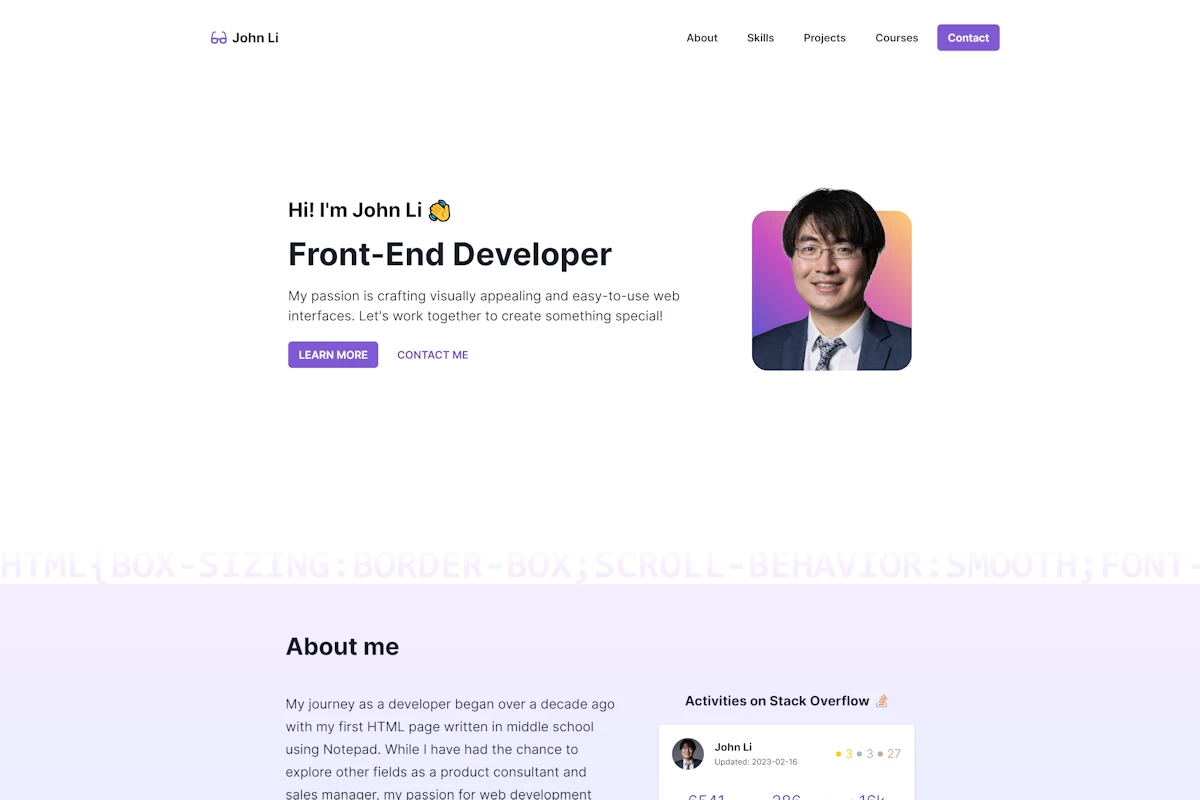 John Li
About
Skills
Projects
Courses
Contact
Hi! I'm John Li
Front-End Developer
My passion is crafting visually appealing and easy-to-use web
interfaces. Let's work together to create something special!
LEARN MORE
CONTACT ME
HTML{BOX-SIZING:BORDER-BOX;SCROLL-BEHAVIOR:SMOOTH;FONT-
About me
My journey as a developer began over a decade ago
with my first HTML page written in middle school
using Notepad. While I have had the chance to
explore other fields as a product consultant and
sales manager, my passion for web development
Activities on Stack Overflow
John Li
Updated: 2023-02-16
3
3
27
6541
286
16k